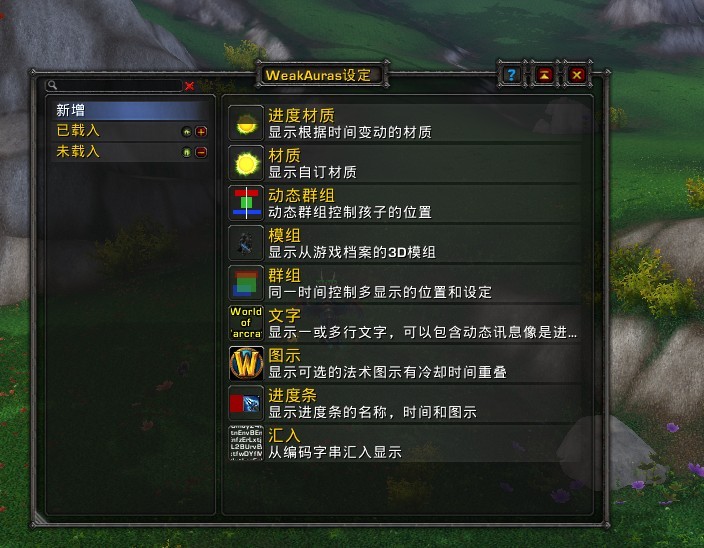 WeakAuras设定
?
新增
已载入
未载入
进度材质
显示根据时间变动的材质
材质
显示自订材质
动态群组
动态群组控制孩子的位置
模组
显示从游戏档案的3D模组
群组
同一时间控制多显示的位置和设定
World
of
'arcra
文字
显示一或多行文字，可以包含动态讯息像是进...
图示
显示可选的法术图示有冷却时间重叠
进度条
显示进度条的名称，时间和图示
汇入
从编码字串汇入显示